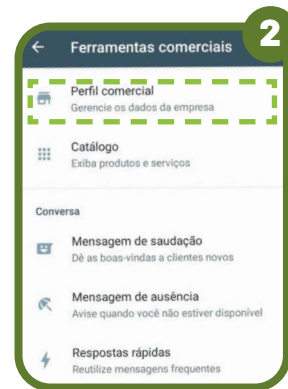 2
Ferramentas comerciais
Perfil comercial
Gerencie os dados da empresa
Catálogo
Exiba produtos e serviços
Conversa
Mensagem de saudação
Dê as boas-vindas a clientes novos
Mensagem de ausência
Avise quando você não estiver disponível
Respostas rápidas
Reutilize mensagens frequentes